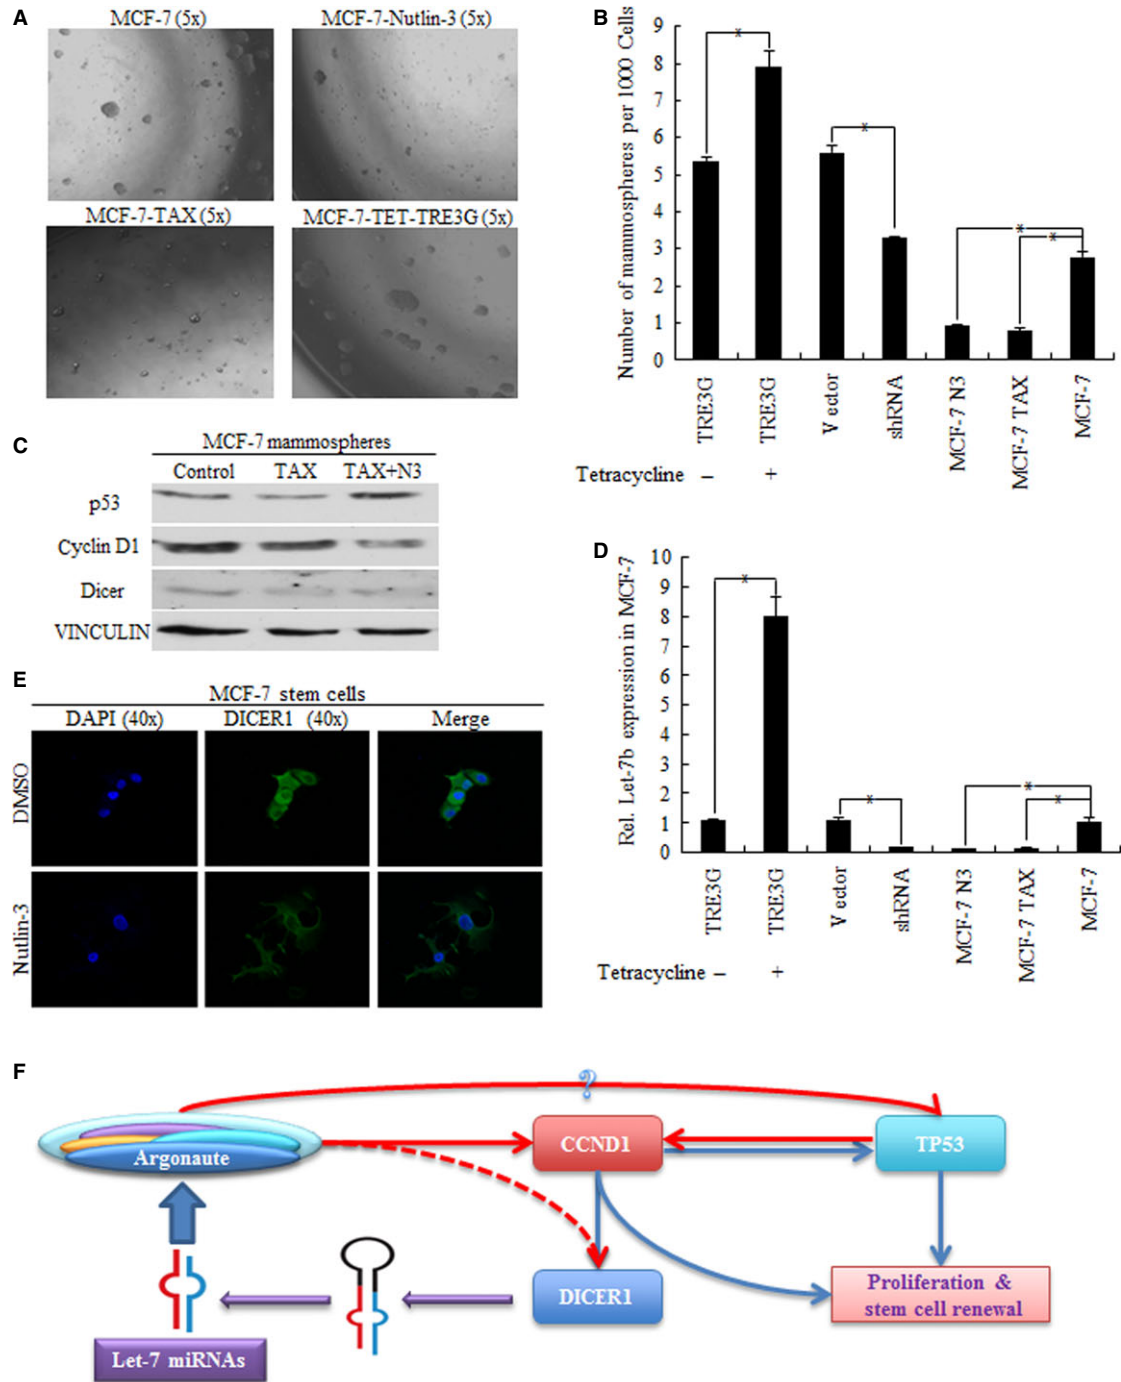 A
MCF-7 (5x)
MCF-7-Nutlin-3 (5x)
MCF-7-TAX (5x)
MCF-7-TET-TRE3G (5x)
B
Number of mammospheres per 1000 Cells
9
8
7
6
5
4
3
2
1
0
*
*
*
*
TRE3G
TRE3G
Vector
shRNA
MCF-7 N3
MCF-7 TAX
MCF-7
Tetracycline – +
C
MCF-7 mammospheres
Control TAX TAX+N3
p53
Cyclin D1
Dicer
VINCULIN
D
Rel. Let-7b expression in MCF-7
10
9
8
7
6
5
4
3
2
1
0
*
*
*
*
TRE3G
TRE3G
Vector
shRNA
MCF-7 N3
MCF-7 TAX
MCF-7
Tetracycline – +
E
MCF-7 stem cells
DAPI (40x) DICER1 (40x) Merge
DMSO
Nutlin-3
F
?
Argonaute
CCND1
TP53
DICER1
Proliferation &
stem cell renewal
Let-7 miRNAs